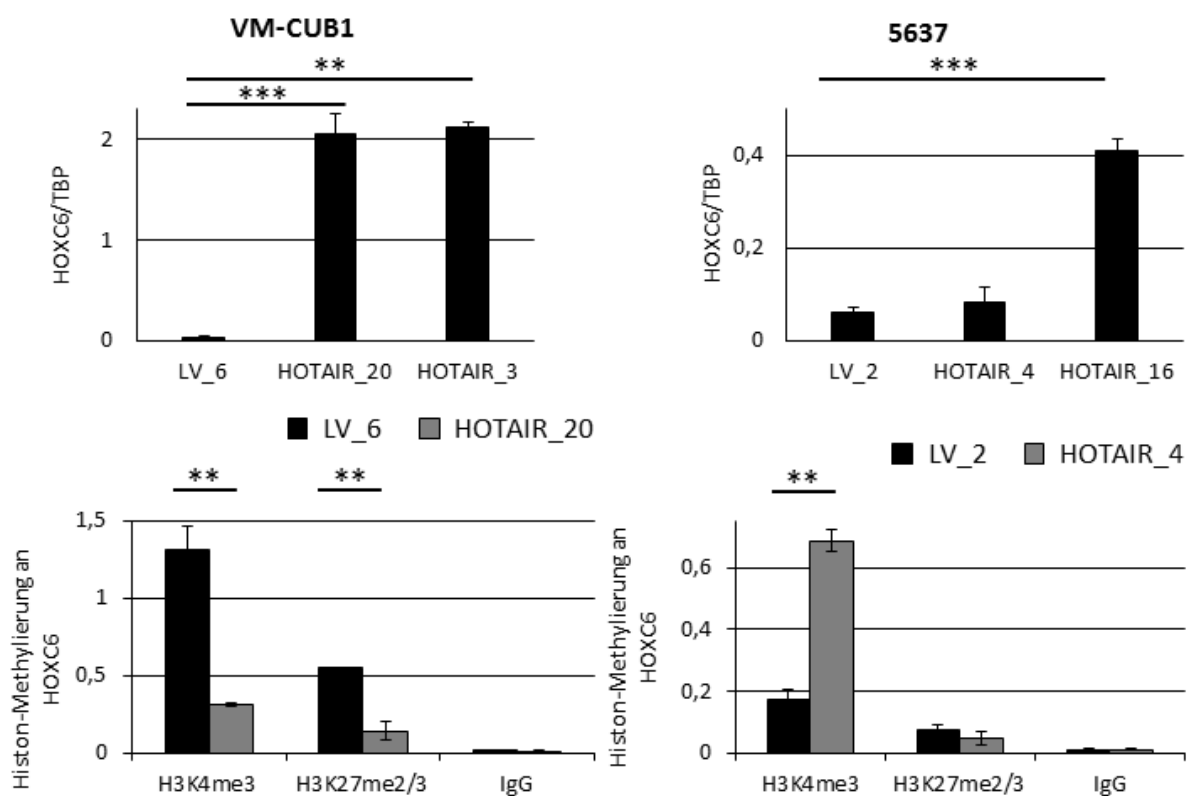 VM-CUB1
**
***
HOXC6/TBP
2
1
0
LV_6 HOTAIR_20 HOTAIR_3
5637
***
HOXC6/TBP
0,4
0,2
0
LV_2 HOTAIR_4 HOTAIR_16
LV_6 HOTAIR_20
** **
Histon-Methylierung an
HOXC6
1,5
1
0,5
0
H3K4me3 H3K27me2/3 IgG
LV_2 HOTAIR_4
**
Histon-Methylierung an
HOXC6
0,6
0,4
0,2
0
H3K4me3 H3K27me2/3 IgG